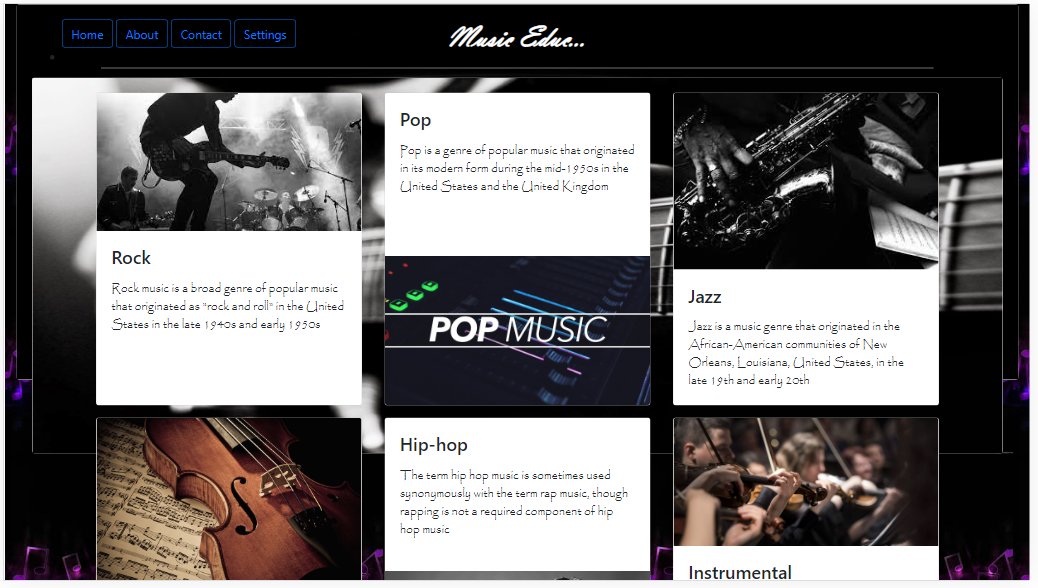 Home About Contact Settings
Music Educ...
Rock
Rock music is a broad genre of popular music
that originated as "rock and roll" in the United
States in the late 1940s and early 1950s
Pop
Pop is a genre of popular music that originated
in its modern form during the mid-1950s in the
United States and the United Kingdom
POP MUSIC
Jazz
Jazz is a music genre that originated in the
African-American communities of New
Orleans, Louisiana, United States, in the
late 19th and early 20th
Hip-hop
The term hip hop music is sometimes used
synonymously with the term rap music, though
rapping is not a required component of hip
hop music
Instrumental